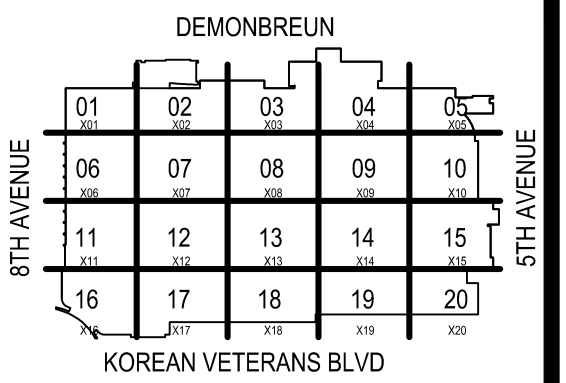 DEMONBREUN
01 02 03 04 05
X01 X02 X03 X04 X05
06 07 08 09 10
X06 X07 X08 X09 X10
8TH AVENUE
5TH AVENUE
11 12 13 14 15
X11 X12 X13 X14 X15
16 17 18 19 20
X16 X17 X18 X19 X20
KOREAN VETERANS BLVD